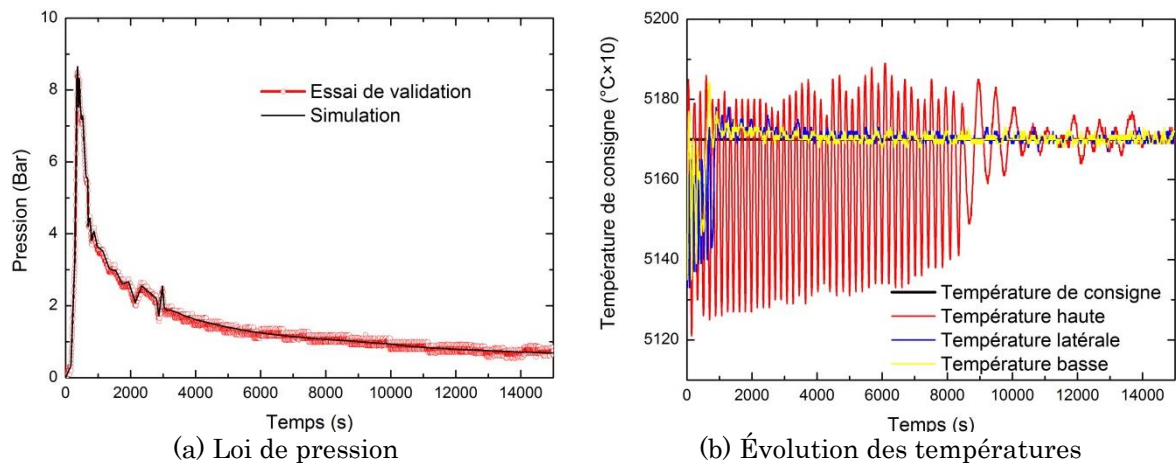 10
8
6
4
2
0
Pression (Bar)
Essai de validation
Simulation
0 2000 4000 6000 8000 10000 12000 14000
Temps (s)
(a) Loi de pression
5200
5180
5160
5140
5120
Température de consigne (°C×10)
Température de consigne
Température haute
Température latérale
Température basse
0 2000 4000 6000 8000 10000 12000 14000
Temps (s)
(b) Évolution des températures